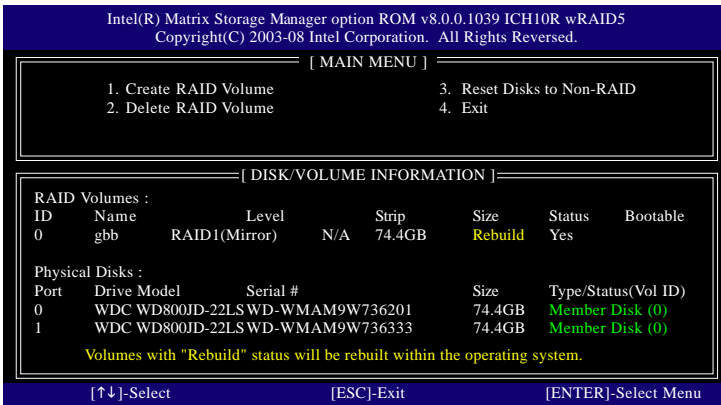 Intel(R) Matrix Storage Manager option ROM v8.0.0.1039 ICH10R wRAID5
Copyright(C) 2003-08 Intel Corporation. All Rights Reversed.
[ MAIN MENU ]
1. Create RAID Volume 3. Reset Disks to Non-RAID
2. Delete RAID Volume 4. Exit
[ DISK/VOLUME INFORMATION ]
RAID Volumes :
ID Name Level Strip Size Status Bootable
0 gbb RAID1(Mirror) N/A 74.4GB Rebuild Yes
Physical Disks :
Port Drive Model Serial # Size Type/Status(Vol ID)
0 WDC WD800JD-22LS WD-WMAM9W736201 74.4GB Member Disk (0)
1 WDC WD800JD-22LS WD-WMAM9W736333 74.4GB Member Disk (0)
Volumes with "Rebuild" status will be rebuilt within the operating system.
[↑↓]-Select [ESC]-Exit [ENTER]-Select Menu